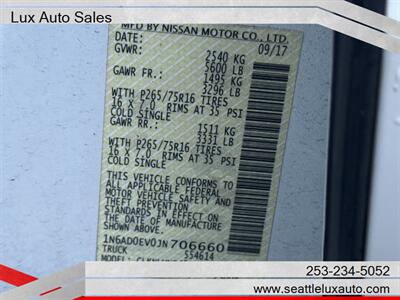 Lux Auto Sales
MFD BY NISSAN MOTOR CO., LTD.
DATE: 09/17
GVWR: 2540 KG
5600 LB
GAWR FR: 1495 KG
3296 LB
WITH P265/75R16 TIRES
16 X 7.0 RIMS AT 35 PSI
COLD SINGLE
GAWR RR: 1511 KG
3331 LB
WITH P265/75R16 TIRES
16 X 7.0 RIMS AT 35 PSI
COLD SINGLE
THIS VEHICLE CONFORMS TO
ALL APPLICABLE FEDERAL
MOTOR VEHICLE SAFETY AND
THEFT PREVENTION
STANDARDS IN EFFECT ON
THE DATE OF MANUFACTURE
SHOWN ABOVE.
1N6AD0EV0JN706660
TRUCK S54614
253-234-5052
www.seattleluxauto.com